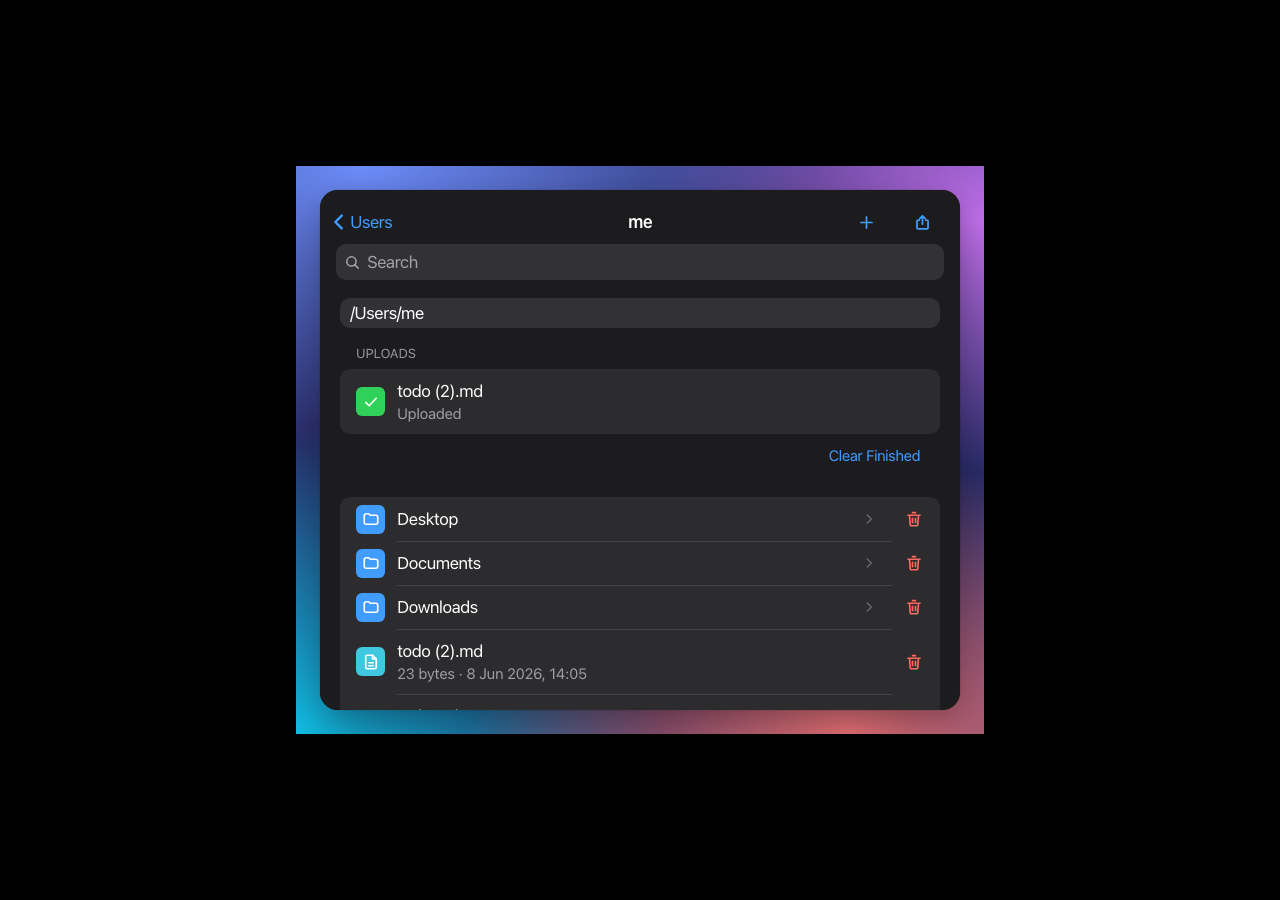 Users
me
Search
/Users/me
UPLOADS
todo (2).md
Uploaded
Clear Finished
Desktop
Documents
Downloads
todo (2).md
23 bytes · 8 Jun 2026, 14:05